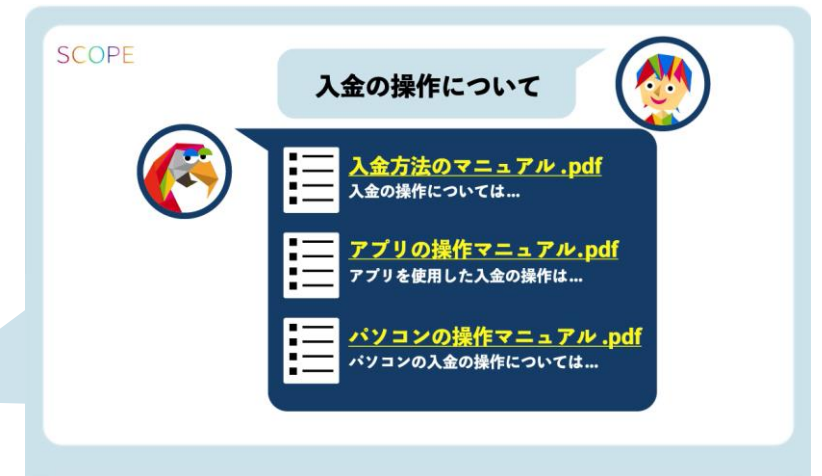 SCOPE
入金の操作について
入金方法のマニュアル.pdf
入金の操作については...
アプリの操作マニュアル.pdf
アプリを使用した入金の操作は...
パソコンの操作マニュアル.pdf
パソコンの入金の操作については...